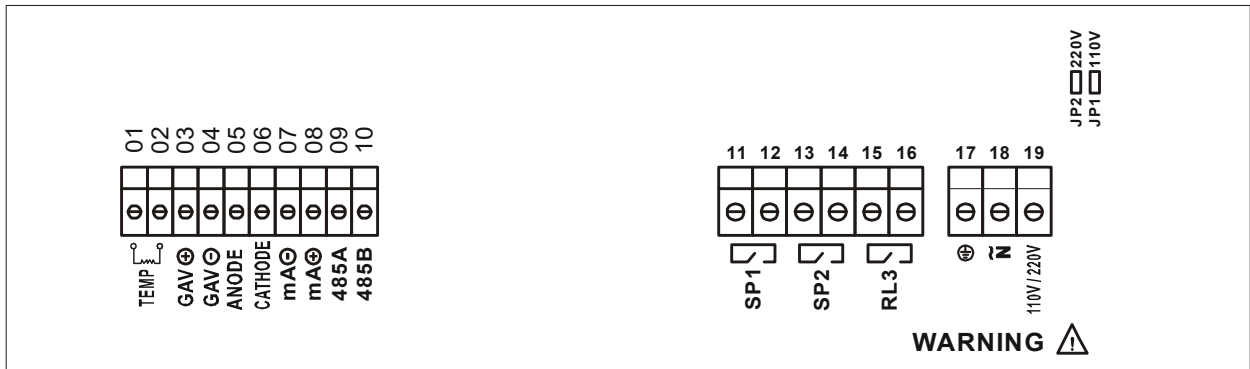 JP2 220V
JP1 110V
01 02 03 04 05 06 07 08 09 10
11 12 13 14 15 16
17 18 19
TEMP
GAV⊕
GAV⊖
ANODE
CATHODE
mA⊖
mA⊕
485A
485B
SP1
SP2
RL3
≂N
110V / 220V
WARNING